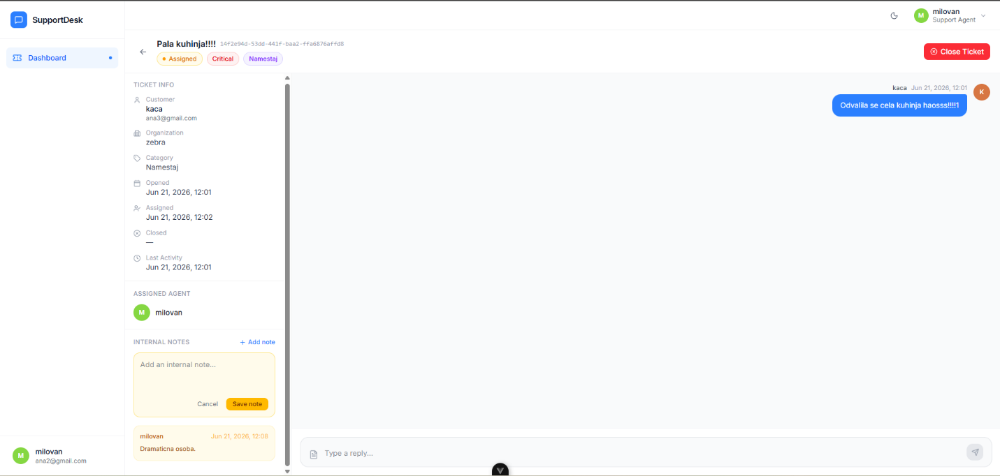 SupportDesk
Dashboard
M
milovan
Support Agent
Pala kuhinja!!!! 14f2e94d-53dd-441f-baa2-ffa6876affd8
Assigned Critical Namestaj
Close Ticket
TICKET INFO
Customer
kaca
ana3@gmail.com
Organization
zebra
Category
Namestaj
Opened
Jun 21, 2026, 12:01
Assigned
Jun 21, 2026, 12:02
Closed
—
Last Activity
Jun 21, 2026, 12:01
ASSIGNED AGENT
M milovan
INTERNAL NOTES + Add note
Add an internal note...
Cancel Save note
milovan Jun 21, 2026, 12:08
Dramaticna osoba.
kaca Jun 21, 2026, 12:01
K
Odvalila se cela kuhinja haosss!!!!1
Type a reply...
M
milovan
ana2@gmail.com